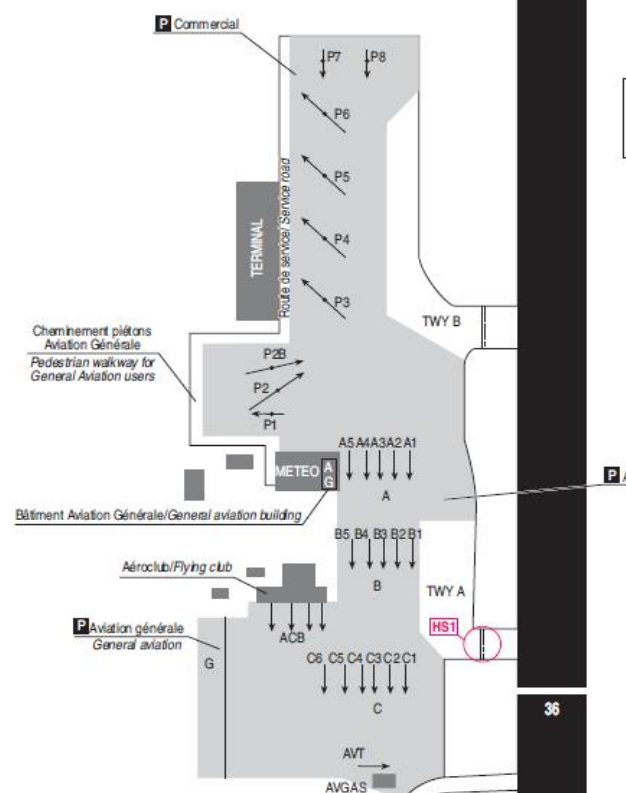 P Commercial
P7
P8
P6
P5
P4
P3
TERMINAL
Route de service/ Service road
TWY B
Cheminement piétons
Aviation Générale
Pedestrian walkway for
General Aviation users
P2B
P2
P1
A5 A4 A3 A2 A1
METEO
A
G
A
P A
Bâtiment Aviation Générale/General aviation building
B5 B4 B3 B2 B1
Aéroclub/Flying club
B
TWY A
HS1
P Aviation générale
General aviation
ACB
G
C6 C5 C4 C3 C2 C1
C
36
AVT
AVGAS